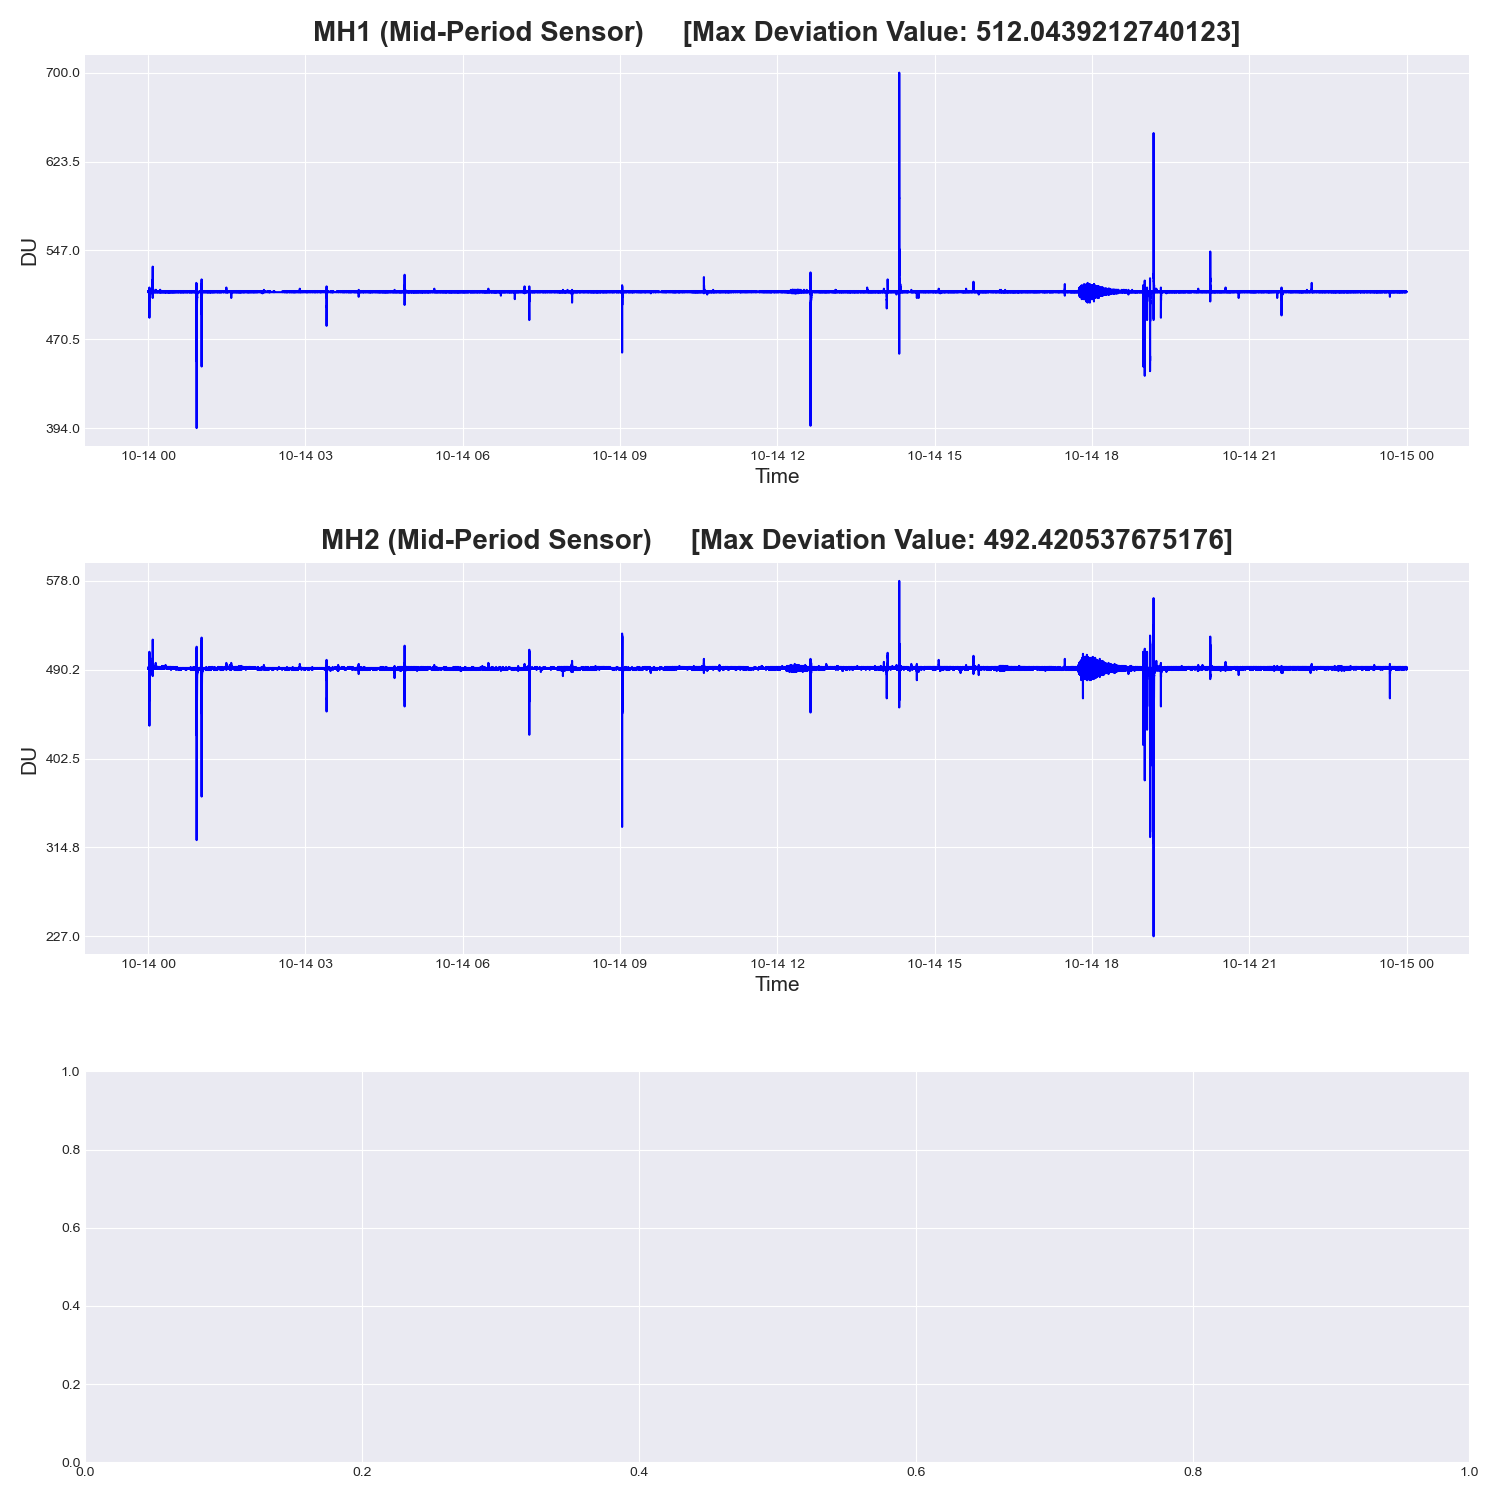 MH1 (Mid-Period Sensor) [Max Deviation Value: 512.0439212740123]
700.0
623.5
547.0
470.5
394.0
DU
10-14 00 10-14 03 10-14 06 10-14 09 10-14 12 10-14 15 10-14 18 10-14 21 10-15 00
Time
MH2 (Mid-Period Sensor) [Max Deviation Value: 492.420537675176]
578.0
490.2
402.5
314.8
227.0
DU
10-14 00 10-14 03 10-14 06 10-14 09 10-14 12 10-14 15 10-14 18 10-14 21 10-15 00
Time
1.0
0.8
0.6
0.4
0.2
0.0
0.0 0.2 0.4 0.6 0.8 1.0